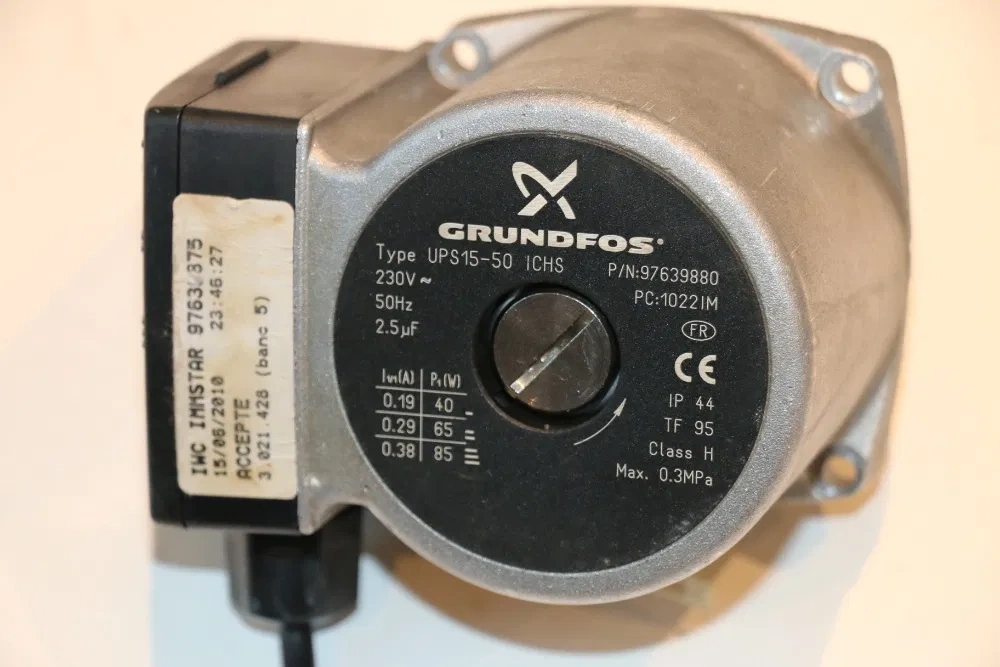 GRUNDFOS
Type UPS15-50 ICHS
P/N:97639880
230V ~
PC:1022IM
50Hz
FR
2.5µF
CE
I₁/₁(A) P₁(W)
0.19 40
0.29 65
0.38 85
IP 44
TF 95
Class H
Max. 0.3MPa
IWC IMMSTAR
15/06/2010 23:46:27
ACCEPTE
3.021.428 (banc 5)